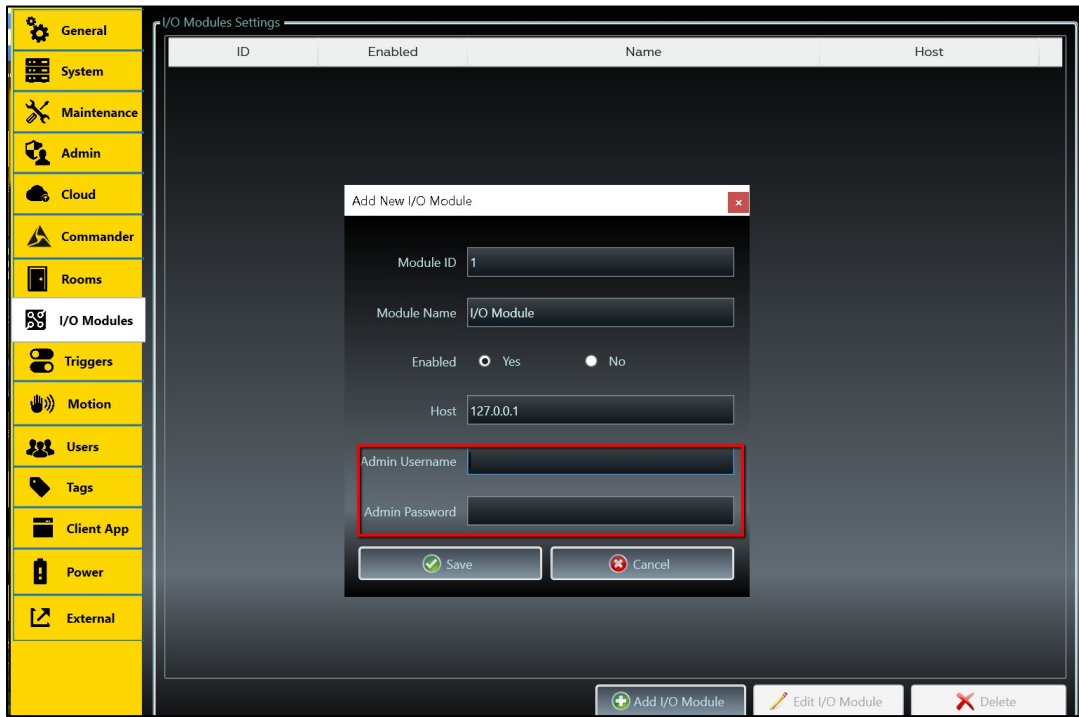 General
System
Maintenance
Admin
Cloud
Commander
Rooms
I/O Modules
Triggers
Motion
Users
Tags
Client App
Power
External
I/O Modules Settings
ID Enabled Name Host
Add New I/O Module
Module ID 1
Module Name I/O Module
Enabled Yes No
Host 127.0.0.1
Admin Username
Admin Password
Save Cancel
Add I/O Module Edit I/O Module Delete